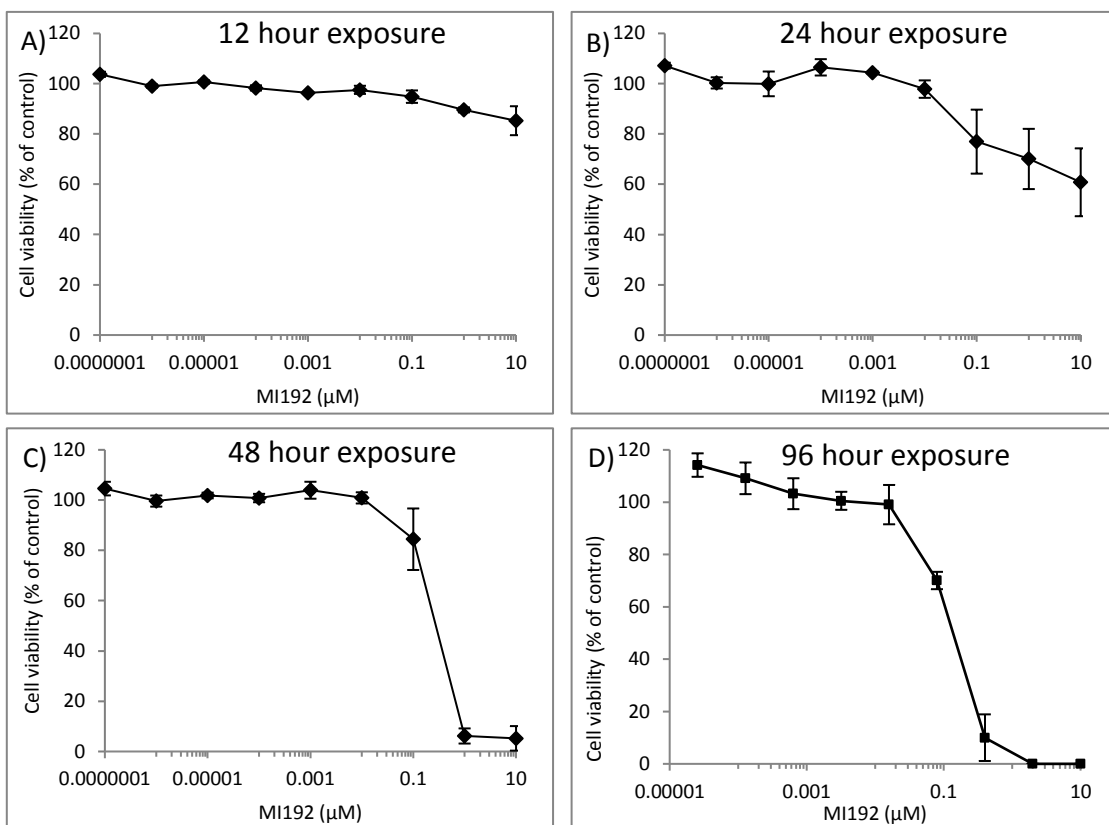 A) 12 hour exposure
Cell viability (% of control)
120
100
80
60
40
20
0
0.0000001 0.00001 0.001 0.1 10
MI192 (µM)
B) 24 hour exposure
Cell viability (% of control)
120
100
80
60
40
20
0
0.0000001 0.00001 0.001 0.1 10
MI192 (µM)
C) 48 hour exposure
Cell viability (% of control)
120
100
80
60
40
20
0
0.0000001 0.00001 0.001 0.1 10
MI192 (µM)
D) 96 hour exposure
Cell viability (% of control)
120
100
80
60
40
20
0
0.00001 0.001 0.1 10
MI192 (µM)